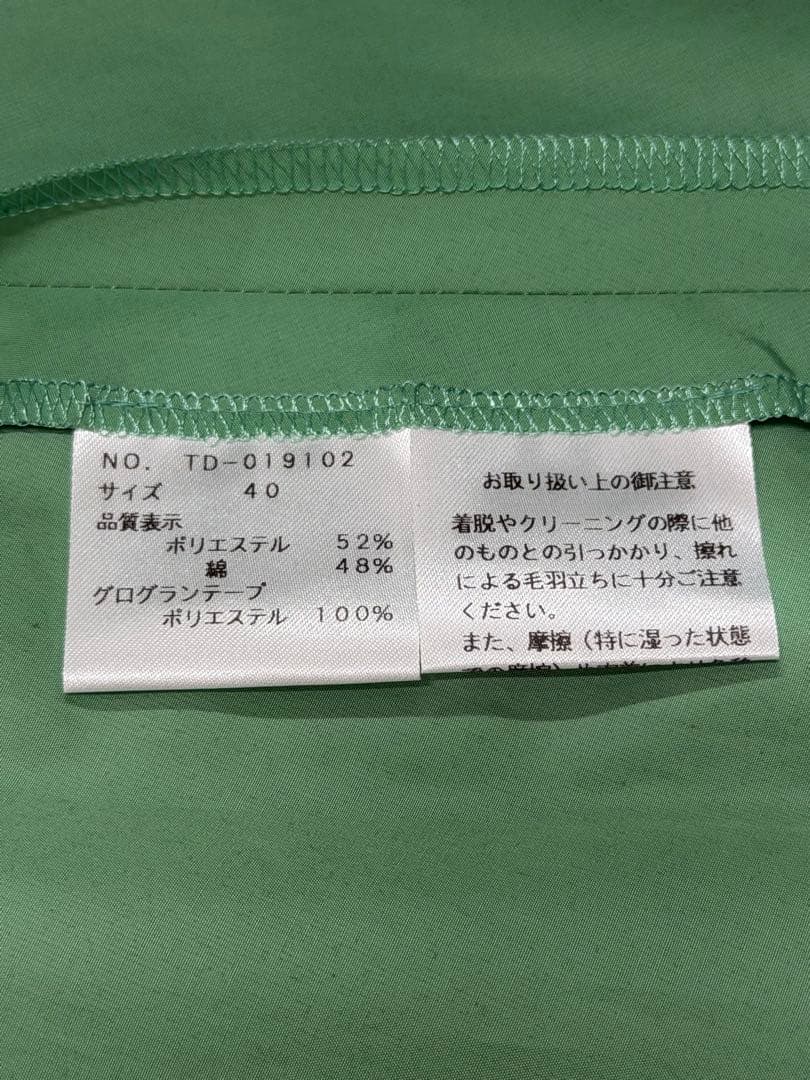 NO. TD-019102
サイズ 40
品質表示
ポリエステル 52%
綿 48%
グログランテープ
ポリエステル 100%
お取り扱い上の御注意
着脱やクリーニングの際に他
のものとの引っかかり、擦れ
による毛羽立ちに十分ご注意
ください。
また、摩擦（特に湿った状態
での摩擦）や